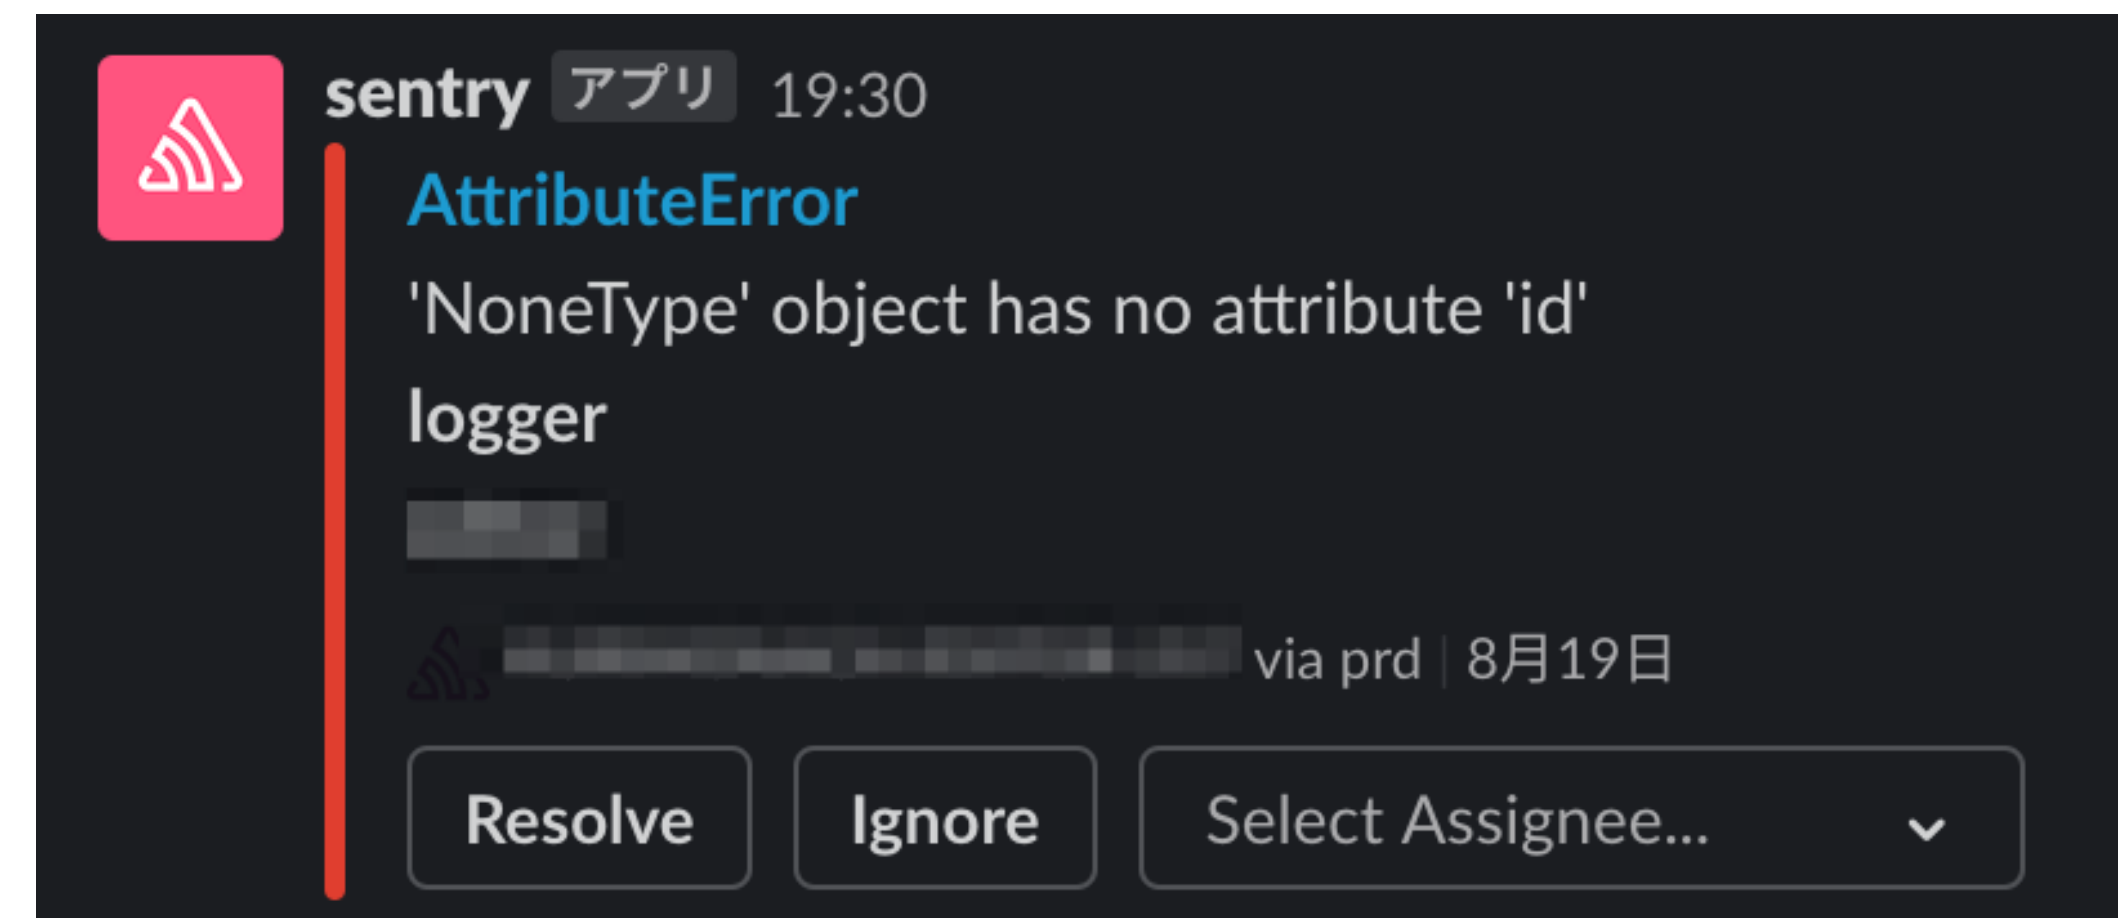 sentry アプリ 19:30
AttributeError
'NoneType' object has no attribute 'id'
logger
via prd | 8月19日
Resolve Ignore Select Assignee...